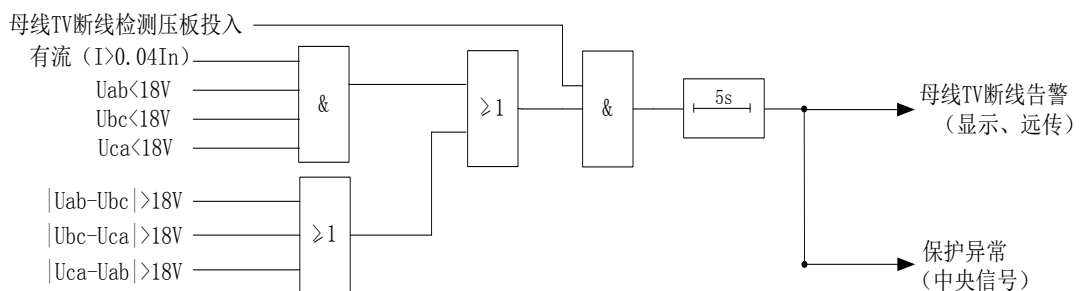 母线TV断线检测压板投入
有流（I>0.04In）
Uab<18V
Ubc<18V
Uca<18V
&
≥1
&
5s
母线TV断线告警
（显示、远传）
|Uab-Ubc|>18V
|Ubc-Uca|>18V
|Uca-Uab|>18V
≥1
保护异常
（中央信号）